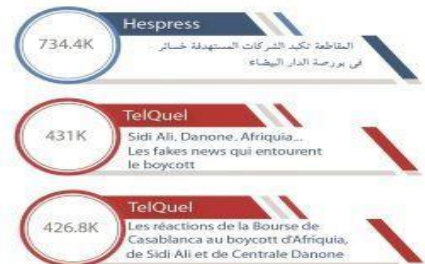 Hespress
734.4K
المقاطعة تكبد الشركات المستهدفة خسائر
في بورصة الدار البيضاء
TelQuel
431K
Sidi Ali, Danone, Afriquia...
Les fakes news qui entourent
le boycott
TelQuel
426.8K
Les réactions de la Bourse de
Casablanca au boycott d'Afriquia,
de Sidi Ali et de Centrale Danone